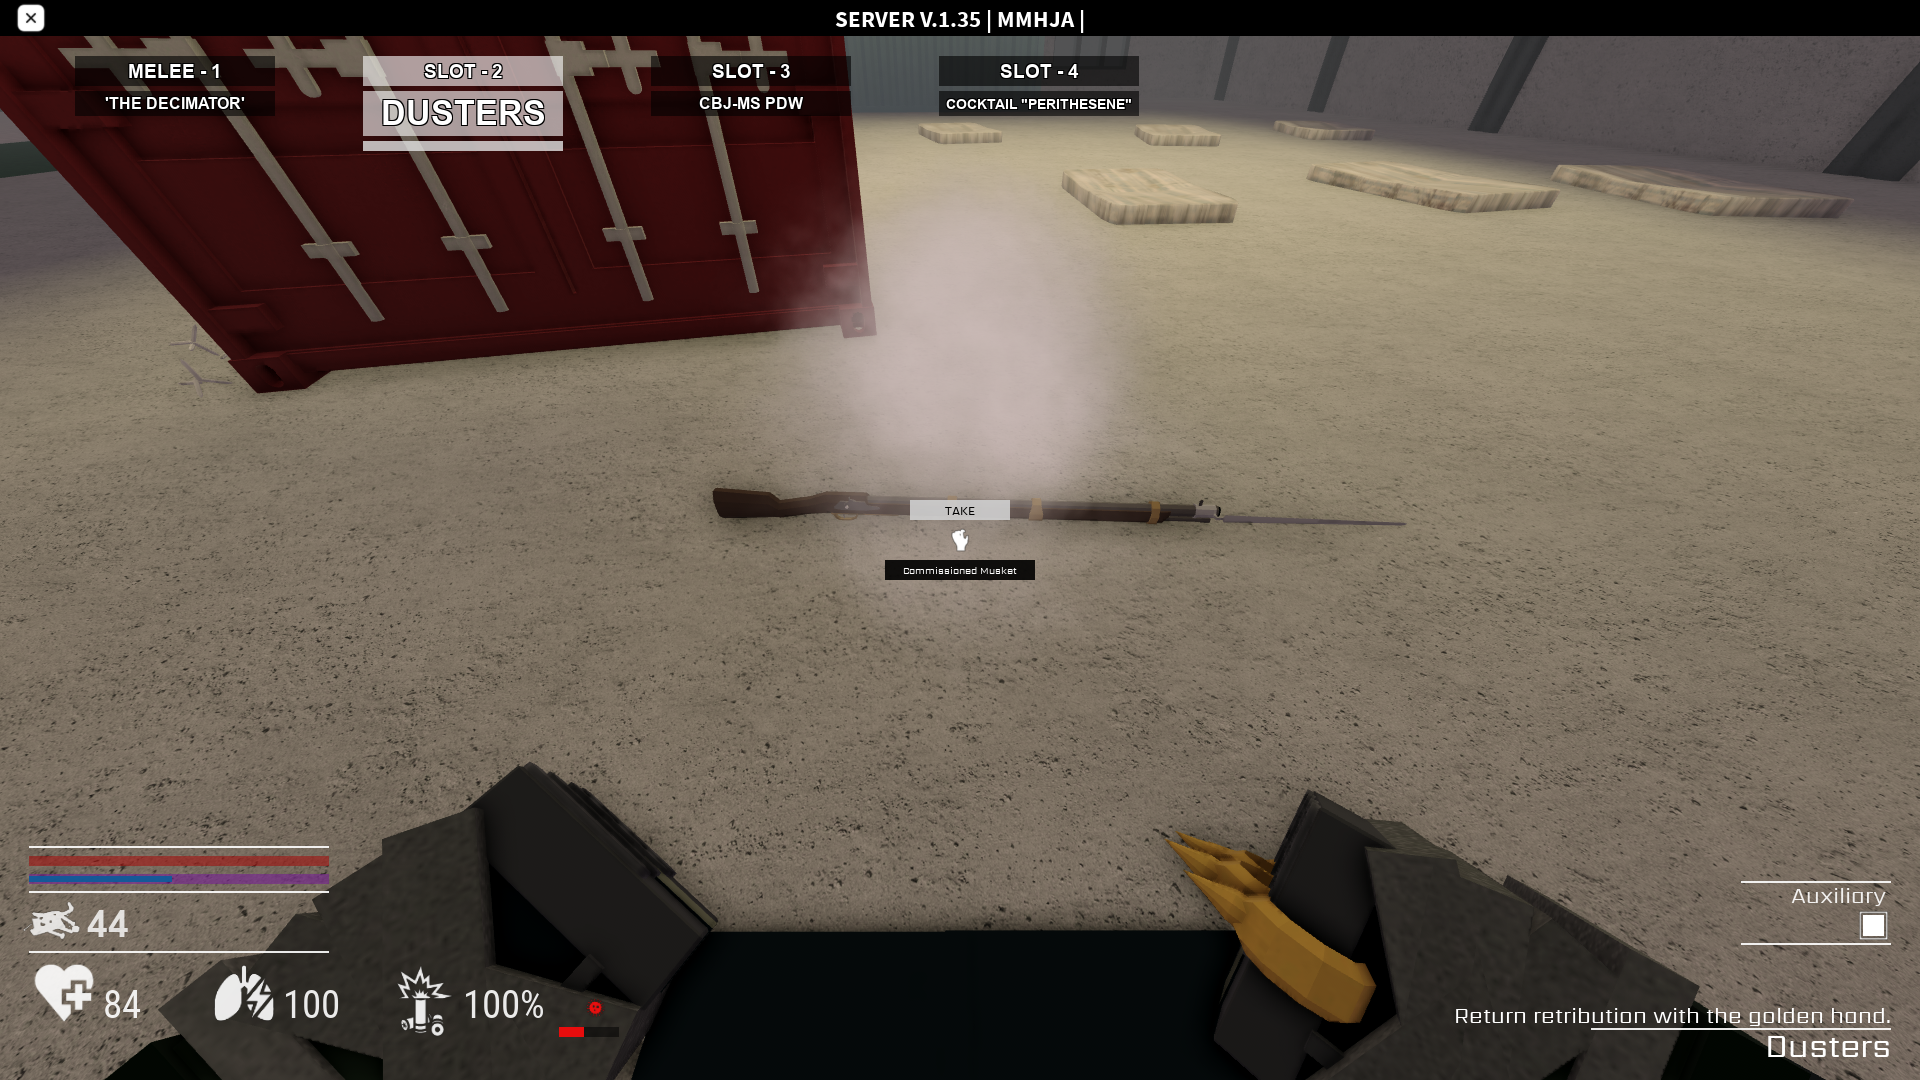 SERVER V.1.35 | MMHJA |
MELEE - 1
'THE DECIMATOR'
SLOT - 2
DUSTERS
SLOT - 3
CBJ-MS PDW
SLOT - 4
COCKTAIL "PERITHESENE"
TAKE
Commissioned Musket
44
84
100
100%
Auxiliary
Return retribution with the golden hand.
Dusters